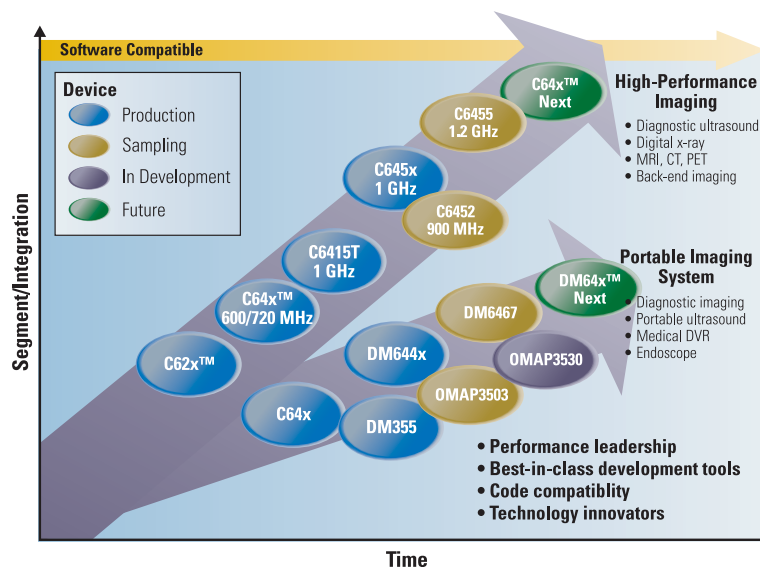 Software Compatible
Device
Production
Sampling
In Development
Future
Segment/Integration
C62x™
C64x™
600/720 MHz
C6415T
1 GHz
C645x
1 GHz
C6452
900 MHz
C6455
1.2 GHz
C64x™
Next
High-Performance
Imaging
• Diagnostic ultrasound
• Digital x-ray
• MRI, CT, PET
• Back-end imaging
C64x
DM355
DM644x
OMAP3503
DM6467
OMAP3530
DM64x™
Next
Portable Imaging
System
• Diagnostic imaging
• Portable ultrasound
• Medical DVR
• Endoscope
• Performance leadership
• Best-in-class development tools
• Code compatiblity
• Technology innovators
Time